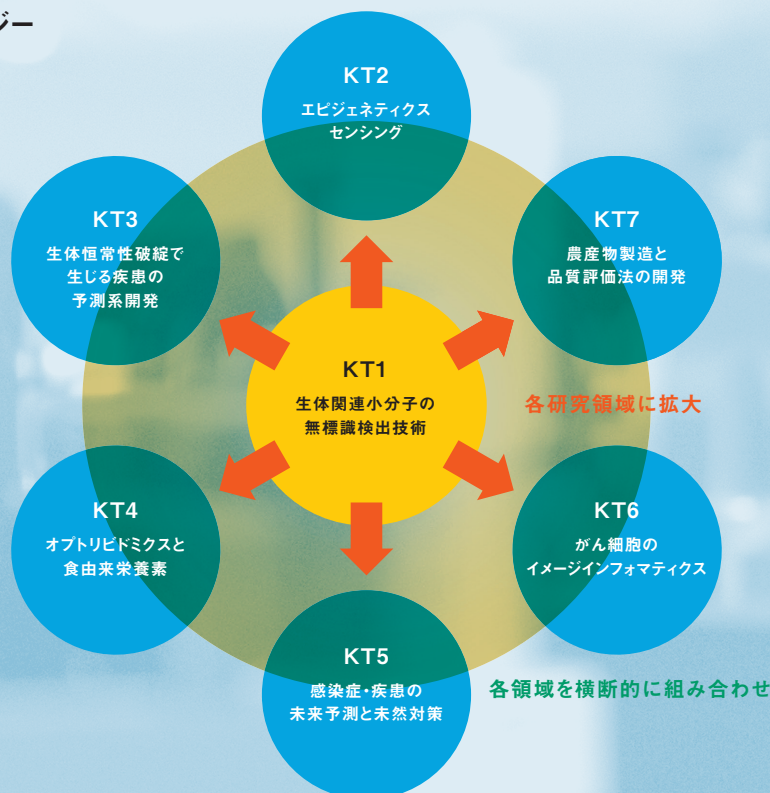 ジー
KT2
エピジェネティクス
センシング
KT3
生体恒常性破綻で
生じる疾患の
予測系開発
KT7
農産物製造と
品質評価法の開発
KT1
生体関連小分子の
無標識検出技術
各研究領域に拡大
KT4
オプトリピドミクスと
食由来栄養素
KT6
がん細胞の
イメージインフォマティクス
KT5
感染症・疾患の
未来予測と未然対策
各領域を横断的に組み合わせ